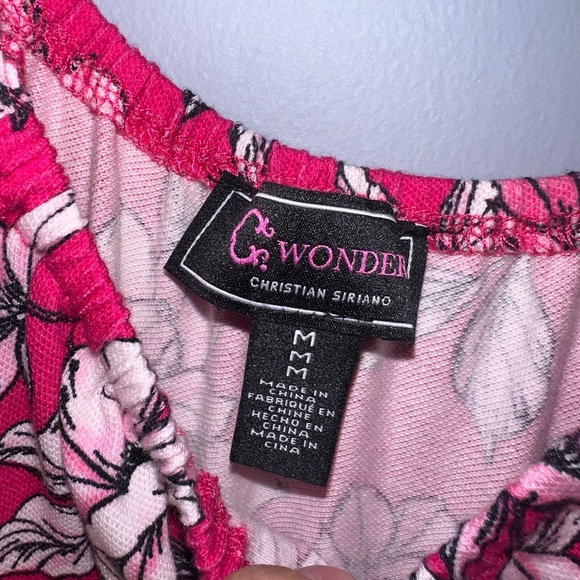 C. WONDER
CHRISTIAN SIRIANO
M
M
M
MADE IN
CHINA
FABRIQUÉ EN
CHINE
HECHO EN
CHINA
MADE IN
CINA